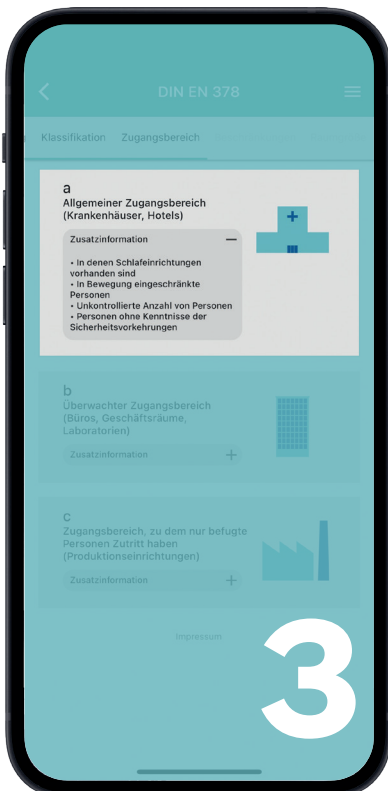 DIN EN 378
Klassifikation Zugangsbereich
a
Allgemeiner Zugangsbereich
(Krankenhäuser, Hotels)
Zusatzinformation
• In denen Schlafeinrichtungen
vorhanden sind
• In Bewegung eingeschränkte
Personen
• Unkontrollierte Anzahl von Personen
• Personen ohne Kenntnisse der
Sicherheitsvorkehrungen
b
Überwachter Zugangsbereich
(Büros, Geschäftsräume,
Laboratorien)
Zusatzinformation
c
Zugangsbereich, zu dem nur befugte
Personen Zutritt haben
(Produktionseinrichtungen)
Zusatzinformation
Impressum
3